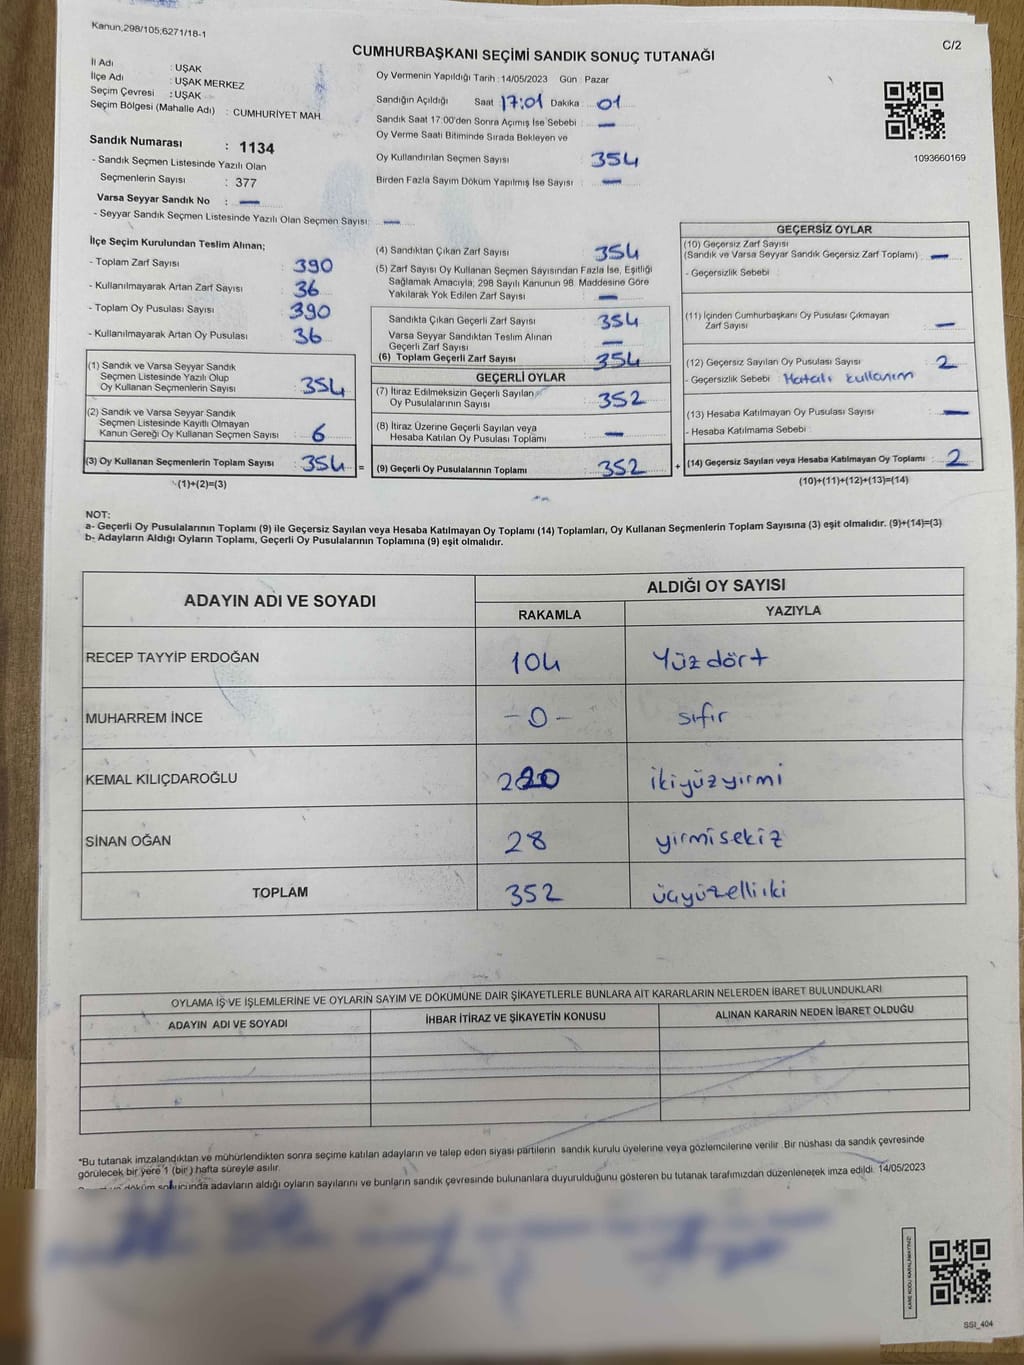 Kanun,298/105,6271/18-1
C/2
CUMHURBAŞKANI SEÇİMİ SANDIK SONUÇ TUTANAĞI
İl Adı : UŞAK
İlçe Adı : UŞAK MERKEZ
Seçim Çevresi : UŞAK
Seçim Bölgesi (Mahalle Adı) : CUMHURİYET MAH.
Sandık Numarası : 1134
- Sandık Seçmen Listesinde Yazılı Olan
Seçmenlerin Sayısı : 377
Varsa Seyyar Sandık No : —
- Seyyar Sandık Seçmen Listesinde Yazılı Olan Seçmen Sayısı: —
Oy Vermenin Yapıldığı Tarih : 14/05/2023 Gün : Pazar
Sandığın Açıldığı Saat 17:01 Dakika 01
Sandık Saat 17:00'den Sonra Açımış İse Sebebi : —
Oy Verme Saati Bitiminde Sırada Bekleyen ve
Oy Kullandırılan Seçmen Sayısı : 354
Birden Fazla Sayım Döküm Yapılmış İse Sayısı : —
1093660169
İlçe Seçim Kurulundan Teslim Alınan;
- Toplam Zarf Sayısı : 390
- Kullanılmayarak Artan Zarf Sayısı : 36
- Toplam Oy Pusulası Sayısı : 390
- Kullanılmayarak Artan Oy Pusulası : 36
(1) Sandık ve Varsa Seyyar Sandık
Seçmen Listesinde Yazılı Olup
Oy Kullanan Seçmenlerin Sayısı : 354
(2) Sandık ve Varsa Seyyar Sandık
Seçmen Listesinde Kayıtlı Olmayan
Kanun Gereği Oy Kullanan Seçmen Sayısı : 6
(3) Oy Kullanan Seçmenlerin Toplam Sayısı : 354 =
(1)+(2)=(3)
(4) Sandıktan Çıkan Zarf Sayısı : 354
(5) Zarf Sayısı Oy Kullanan Seçmen Sayısından Fazla İse, Eşitliği
Sağlamak Amacıyla, 298 Sayılı Kanunun 98. Maddesine Göre
Yakılarak Yok Edilen Zarf Sayısı : —
Sandıkta Çıkan Geçerli Zarf Sayısı : 354
Varsa Seyyar Sandıktan Teslim Alınan
Geçerli Zarf Sayısı : —
(6) Toplam Geçerli Zarf Sayısı : 354
GEÇERLİ OYLAR
(7) İtiraz Edilmeksizin Geçerli Sayılan
Oy Pusulalarının Sayısı : 352
(8) İtiraz Üzerine Geçerli Sayılan veya
Hesaba Katılan Oy Pusulası Toplamı : —
(9) Geçerli Oy Pusulalarının Toplamı : 352 +
GEÇERSİZ OYLAR
(10) Geçersiz Zarf Sayısı
(Sandık ve Varsa Seyyar Sandık Geçersiz Zarf Toplamı) : —
- Geçersizlik Sebebi :
(11) İçinden Cumhurbaşkanı Oy Pusulası Çıkmayan
Zarf Sayısı : —
(12) Geçersiz Sayılan Oy Pusulası Sayısı : 2
- Geçersizlik Sebebi : Hatalı kullanım
(13) Hesaba Katılmayan Oy Pusulası Sayısı : —
- Hesaba Katılmama Sebebi :
(14) Geçersiz Sayılan veya Hesaba Katılmayan Oy Toplamı : 2
(10)+(11)+(12)+(13)=(14)
NOT:
a- Geçerli Oy Pusulalarının Toplamı (9) ile Geçersiz Sayılan veya Hesaba Katılmayan Oy Toplamı (14) Toplamları, Oy Kullanan Seçmenlerin Toplam Sayısına (3) eşit olmalıdır. (9)+(14)=(3)
b- Adayların Aldığı Oyların Toplamı, Geçerli Oy Pusulalarının Toplamına (9) eşit olmalıdır.
ADAYIN ADI VE SOYADI ALDIĞI OY SAYISI
RAKAMLA YAZIYLA
RECEP TAYYİP ERDOĞAN 104 Yüz dört
MUHARREM İNCE -0- sıfır
KEMAL KILIÇDAROĞLU 220 ikiyüzyirmi
SİNAN OĞAN 28 yirmisekiz
TOPLAM 352 üçyüzelliiki
OYLAMA İŞ VE İŞLEMLERİNE VE OYLARIN SAYIM VE DÖKÜMÜNE DAİR ŞİKAYETLERLE BUNLARA AİT KARARLARIN NELERDEN İBARET BULUNDUKLARI
ADAYIN ADI VE SOYADI İHBAR İTİRAZ VE ŞİKAYETİN KONUSU ALINAN KARARIN NEDEN İBARET OLDUĞU
*Bu tutanak imzalandıktan ve mühürlendikten sonra seçime katılan adayların ve talep eden siyasi partilerin sandık kurulu üyelerine veya gözlemcilerine verilir. Bir nüshası da sandık çevresinde
görülecek bir yere 1 (bir) hafta süreyle asılır.
döküm sonucunda adayların aldığı oyların sayılarını ve bunların sandık çevresinde bulunanlara duyurulduğunu gösteren bu tutanak tarafımızdan düzenlenerek imza edildi. 14/05/2023
KARE KODU KARALAMAYINIZ!
SSI_404